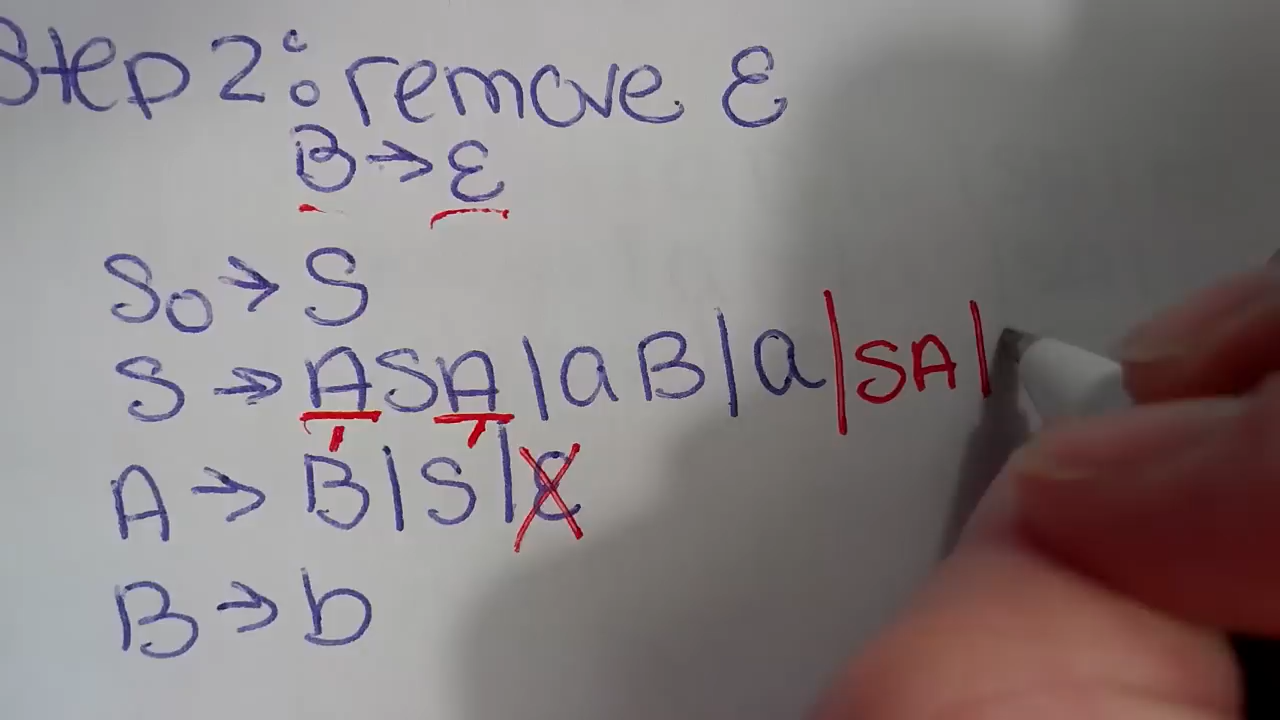 Step 2: remove ε
B → ε
S₀ → S
S → ASA | aB | a | SA |
A → B | S | ε
B → b